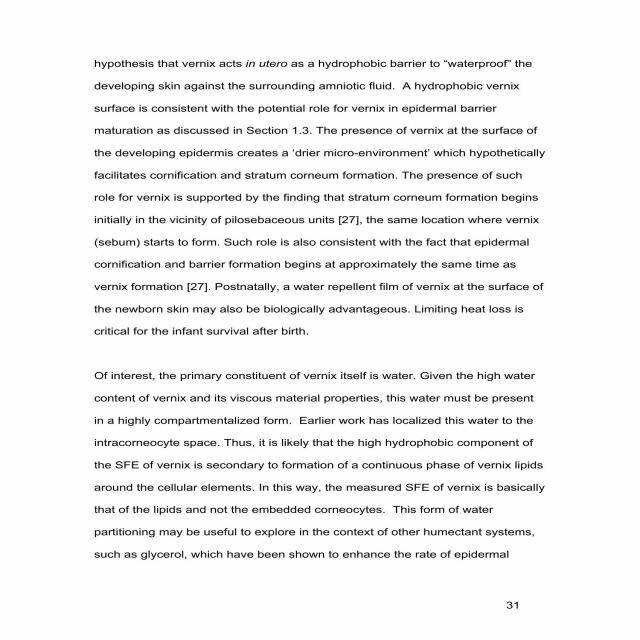 hypothesis that vernix acts in utero as a hydrophobic barrier to “waterproof” the
developing skin against the surrounding amniotic fluid.  A hydrophobic vernix
surface is consistent with the potential role for vernix in epidermal barrier
maturation as discussed in Section 1.3. The presence of vernix at the surface of
the developing epidermis creates a ‘drier micro-environment’ which hypothetically
facilitates cornification and stratum corneum formation. The presence of such
role for vernix is supported by the finding that stratum corneum formation begins
initially in the vicinity of pilosebaceous units [27], the same location where vernix
(sebum) starts to form. Such role is also consistent with the fact that epidermal
cornification and barrier formation begins at approximately the same time as
vernix formation [27]. Postnatally, a water repellent film of vernix at the surface of
the newborn skin may also be biologically advantageous. Limiting heat loss is
critical for the infant survival after birth.
Of interest, the primary constituent of vernix itself is water. Given the high water
content of vernix and its viscous material properties, this water must be present
in a highly compartmentalized form.  Earlier work has localized this water to the
intracorneocyte space. Thus, it is likely that the high hydrophobic component of
the SFE of vernix is secondary to formation of a continuous phase of vernix lipids
around the cellular elements. In this way, the measured SFE of vernix is basically
that of the lipids and not the embedded corneocytes.  This form of water
partitioning may be useful to explore in the context of other humectant systems,
such as glycerol, which have been shown to enhance the rate of epidermal
31